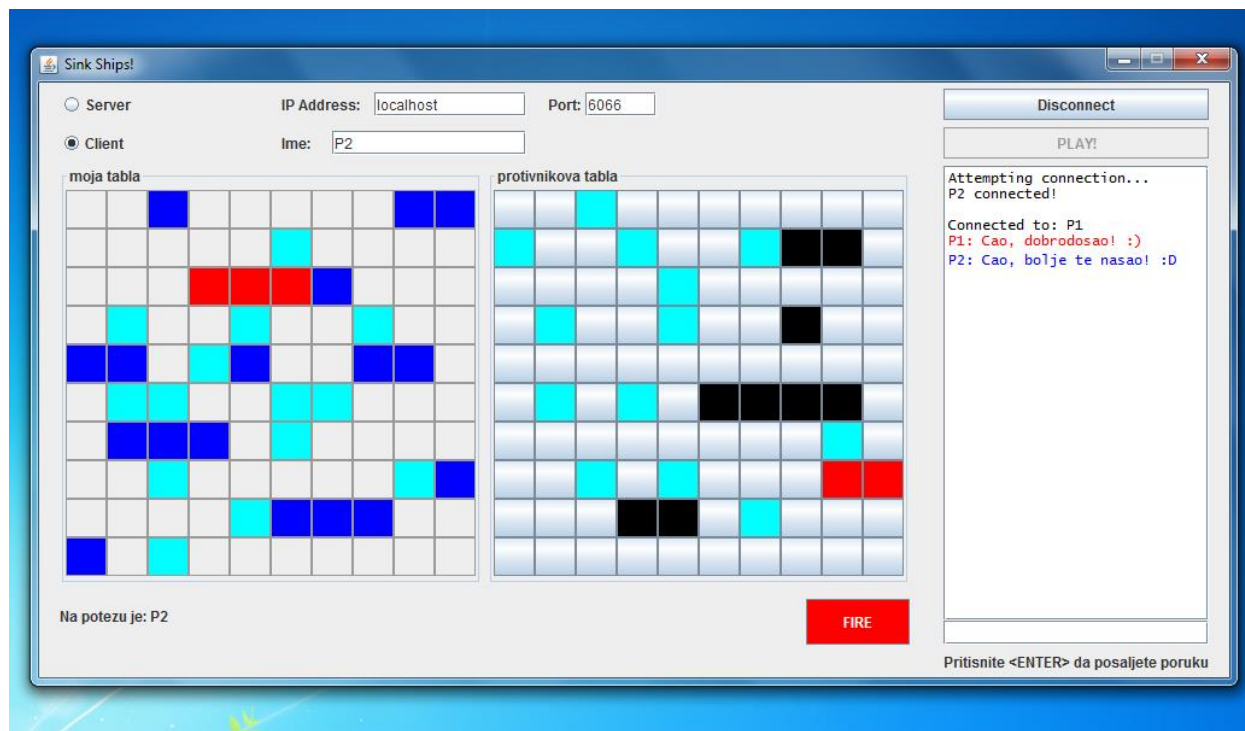 Sink Ships!
Server
IP Address: localhost
Port: 6066
Disconnect
Client
Ime: P2
PLAY!
moja tabla
protivnikova tabla
Attempting connection...
P2 connected!
Connected to: P1
P1: Cao, dobrodosao! :)
P2: Cao, bolje te nasao! :D
Na potezu je: P2
FIRE
Pritisnite <ENTER> da posaljete poruku